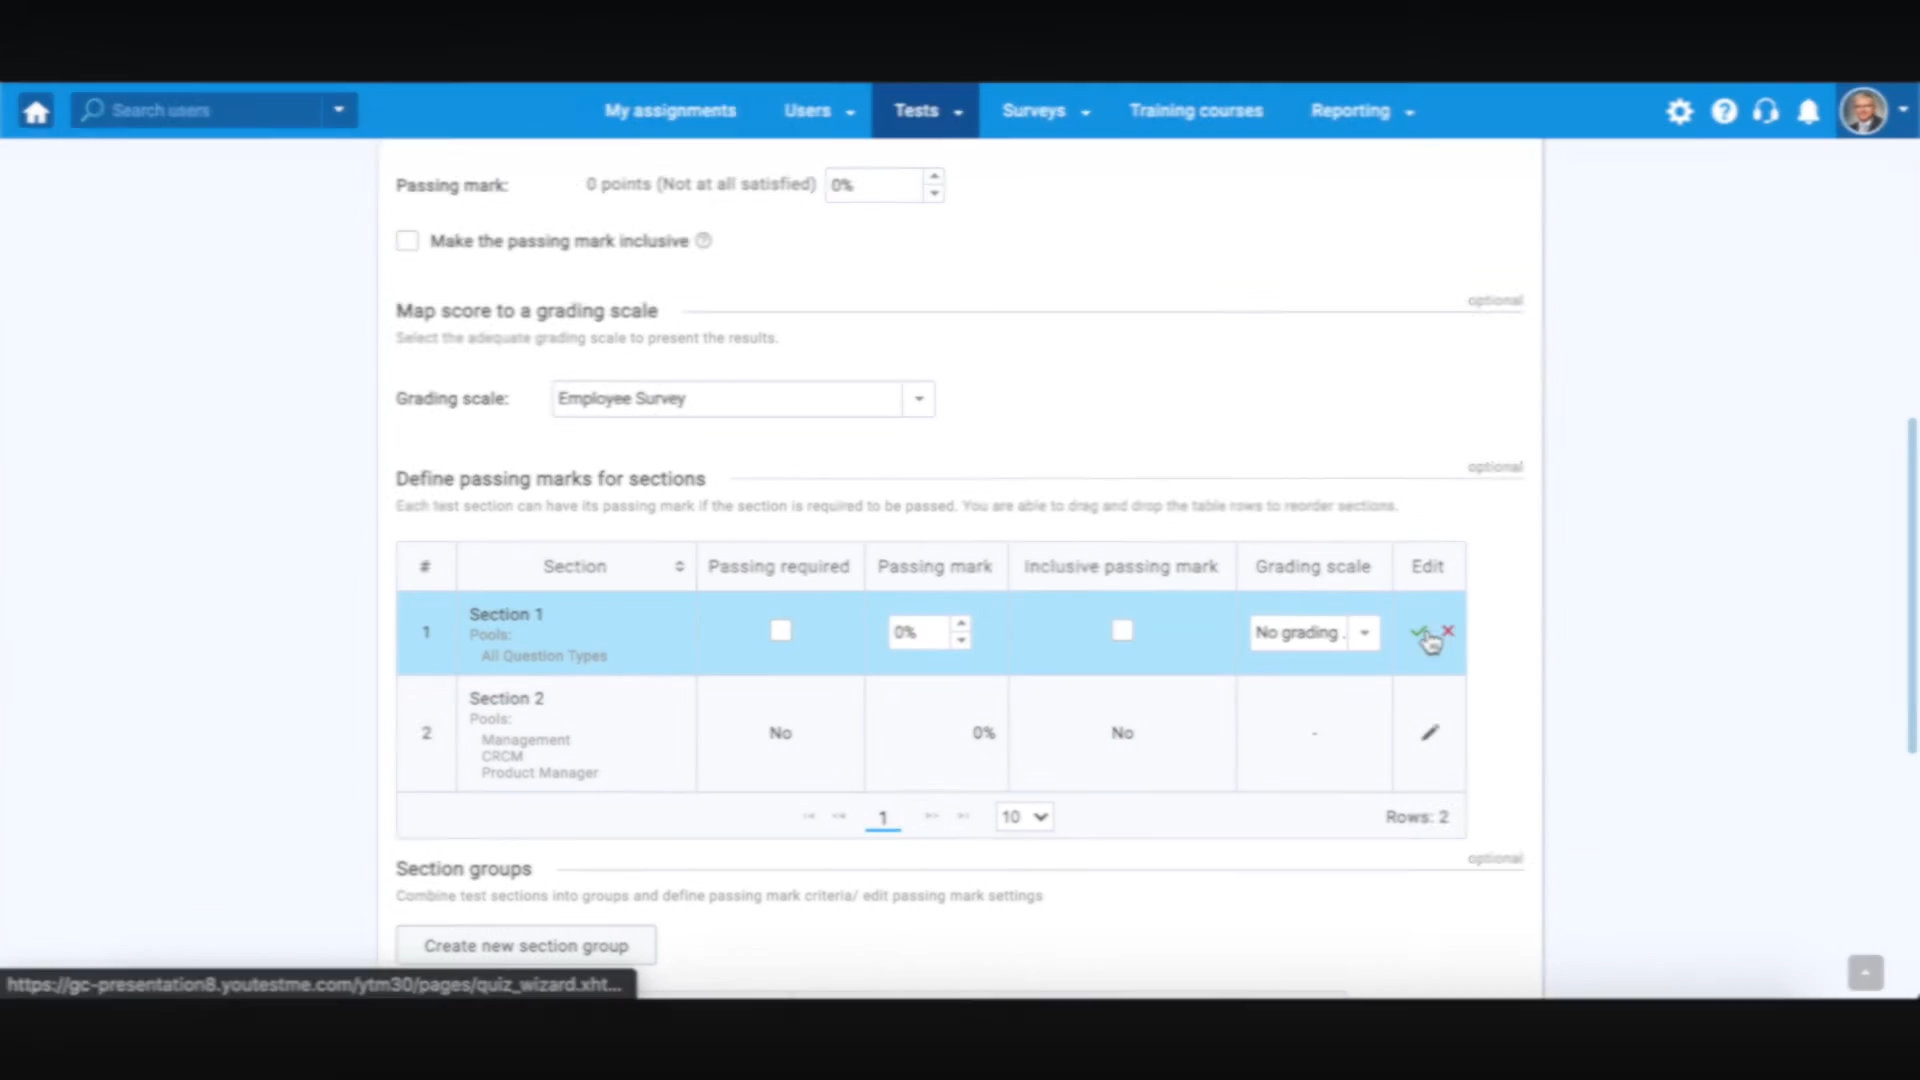 Search users
My assignments Users Tests Surveys Training courses Reporting
Passing mark: 0 points (Not at all satisfied) 0%
Make the passing mark inclusive
Map score to a grading scale optional
Select the adequate grading scale to present the results.
Grading scale: Employee Survey
Define passing marks for sections optional
Each test section can have its passing mark if the section is required to be passed. You are able to drag and drop the table rows to reorder sections.
# Section Passing required Passing mark Inclusive passing mark Grading scale Edit
Section 1
1 0% No grading .
Pools:
All Question Types
Section 2
Pools:
2 No 0% No -
Management
CRCM
Product Manager
1 10 Rows: 2
Section groups optional
Combine test sections into groups and define passing mark criteria/ edit passing mark settings
Create new section group
https://gc-presentation8.youtestme.com/ytm30/pages/quiz_wizard.xht...